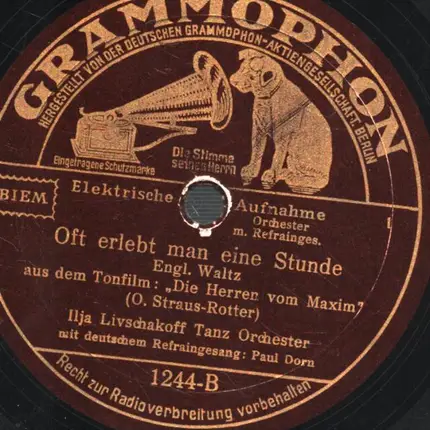 GRAMMOPHON
HERGESTELLT VON DER DEUTSCHEN GRAMMOPHON-AKTIENGESELLSCHAFT, BERLIN
Eingetragene Schutzmarke
Die Stimme
seines Herrn
BIEM
Elektrische Aufnahme
Orchester
m. Refrainges.
Oft erlebt man eine Stunde
Engl. Waltz
aus dem Tonfilm: „Die Herren vom Maxim"
(O. Straus-Rotter)
Ilja Livschakoff Tanz Orchester
mit deutschem Refraingesang: Paul Dorn
1244-B
Recht zur Radioverbreitung vorbehalten